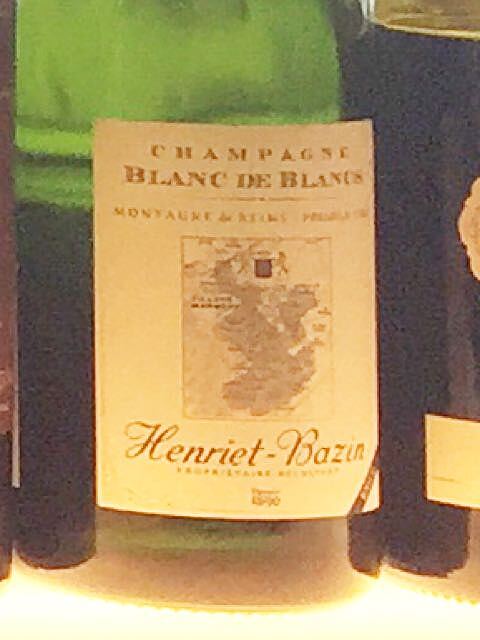 CHAMPAGNE
BLANC DE BLANCS
MONTAGNE de REIMS PREMIER CRU
Henriet-Bazin
PROPRIÉTAIRE RÉCOLTANT